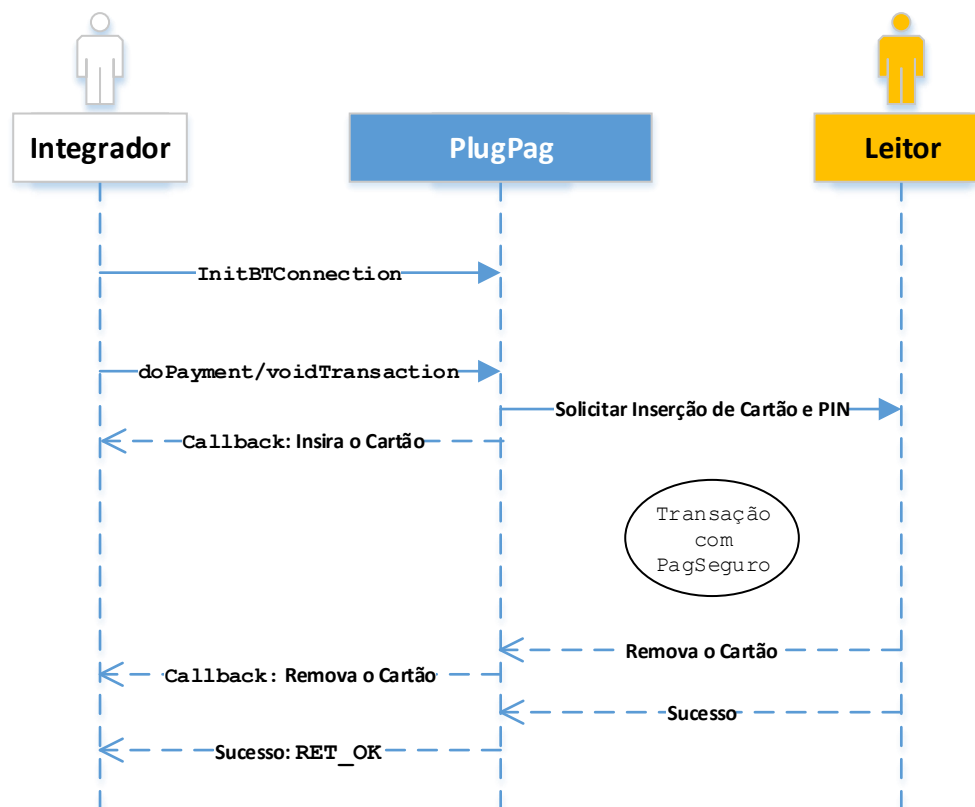 Integrador
PlugPag
Leitor
InitBTConnection
doPayment/voidTransaction
Solicitar Inserção de Cartão e PIN
Callback: Insira o Cartão
Transação
com
PagSeguro
Remova o Cartão
Callback: Remova o Cartão
Sucesso
Sucesso: RET_OK